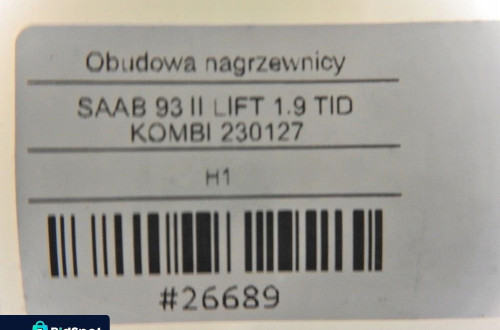 Obudowa nagrzewnicy
SAAB 93 II LIFT 1.9 TID
KOMBI 230127
H1
#26689